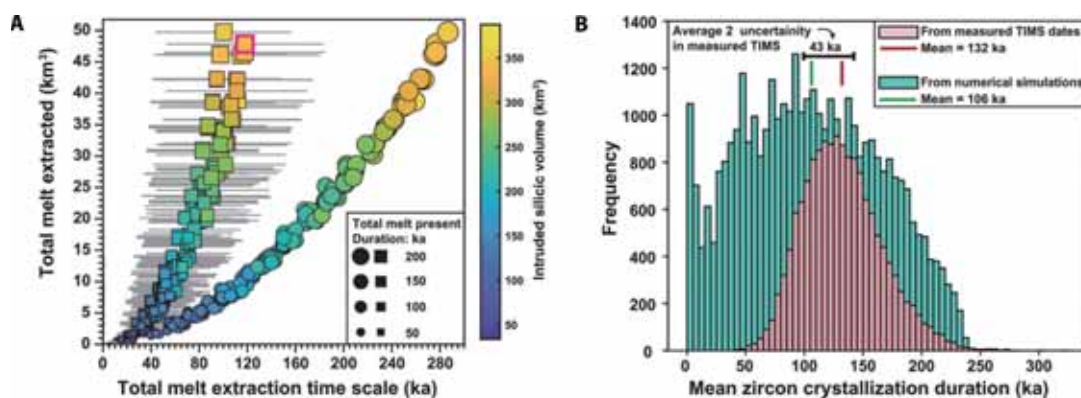 A
Total melt extracted (km³)
50
45
40
35
30
25
20
15
10
5
0
0 40 80 120 160 200 240 280
Total melt extraction time scale (ka)
Total melt present
Duration: ka
200
150
100
50
350
300
250
200
150
100
50
Intruded silicic volume (km³)
B
Average 2 uncertainity
in measured TIMS
43 ka
From measured TIMS dates
Mean = 132 ka
From numerical simulations
Mean = 106 ka
Frequency
1400
1200
1000
800
600
400
200
0
0 50 100 150 200 250 300
Mean zircon crystallization duration (ka)